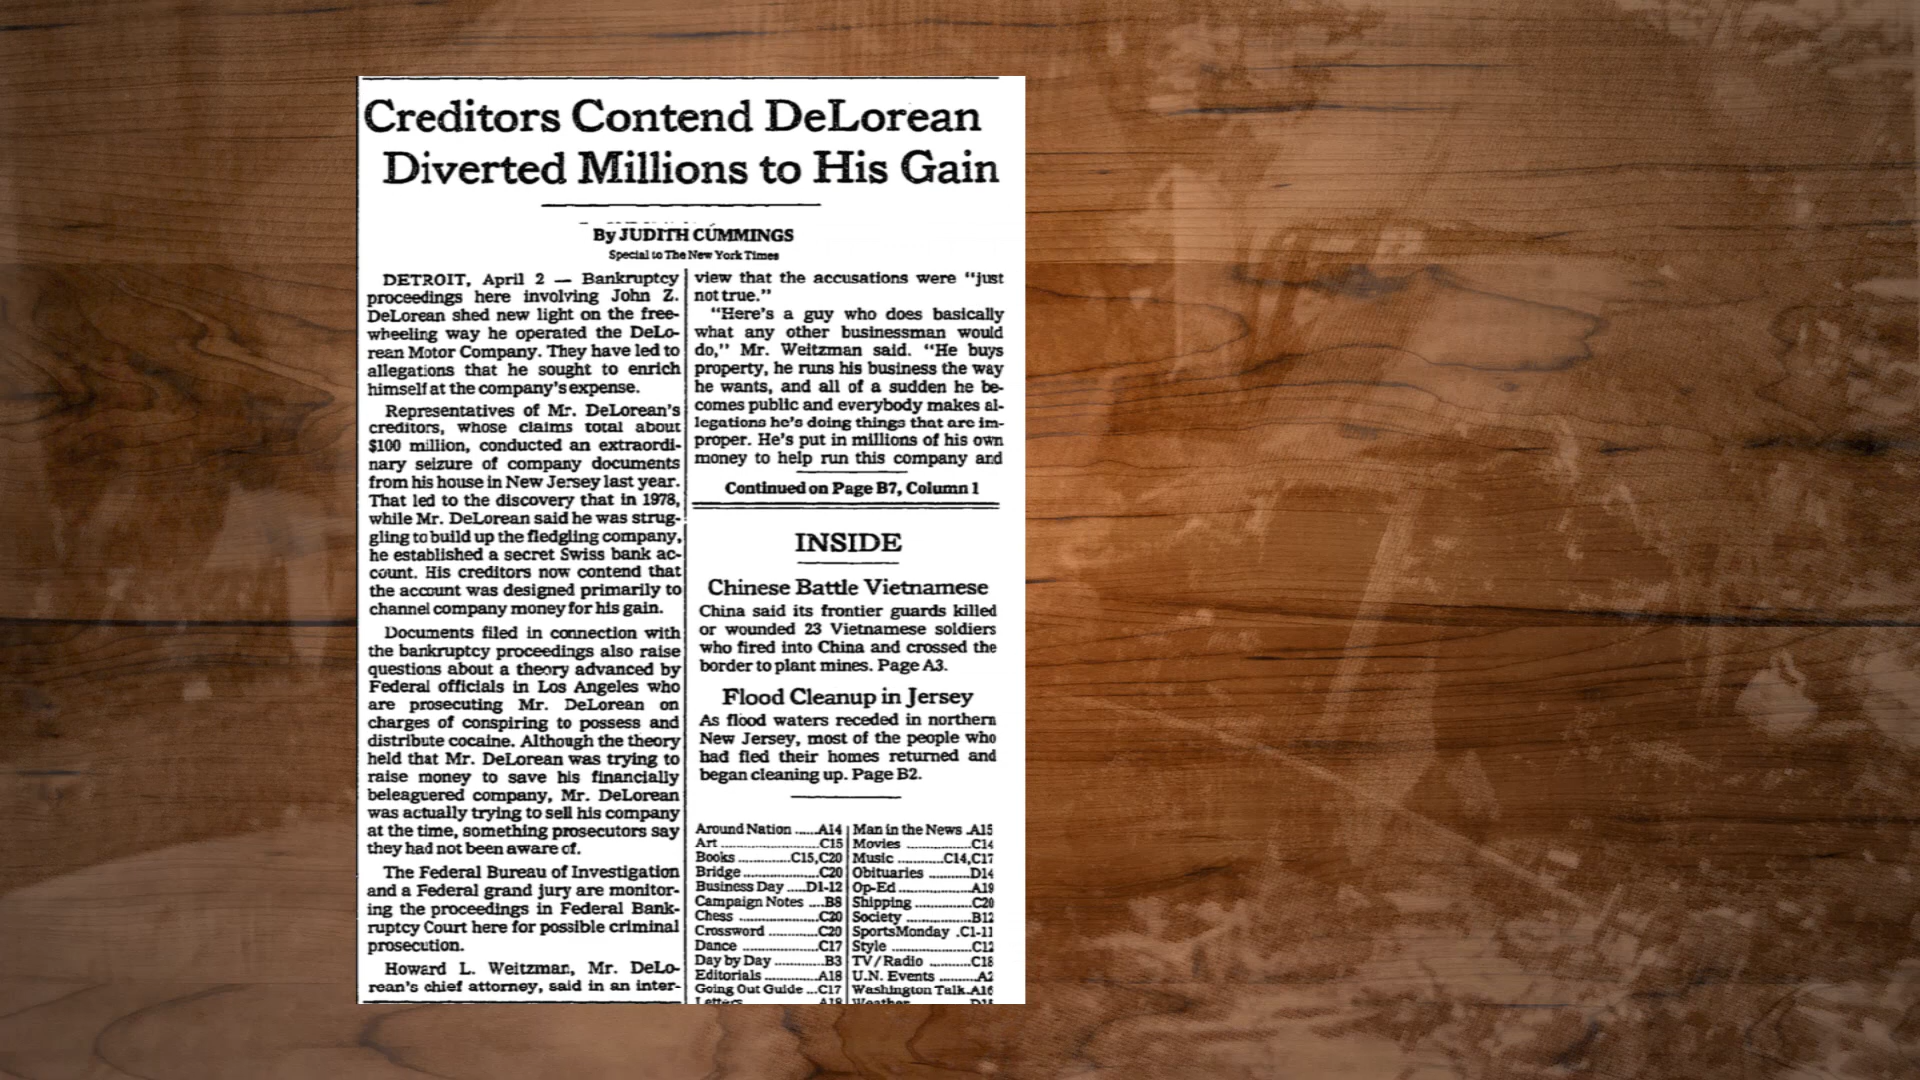 Creditors Contend DeLorean
Diverted Millions to His Gain
By JUDITH CUMMINGS
Special to The New York Times
DETROIT, April 2 — Bankruptcy
proceedings here involving John Z.
DeLorean shed new light on the free-
wheeling way he operated the DeLo-
rean Motor Company. They have led to
allegations that he sought to enrich
himself at the company's expense.
Representatives of Mr. DeLorean's
creditors, whose claims total about
$100 million, conducted an extraordi-
nary seizure of company documents
from his house in New Jersey last year.
That led to the discovery that in 1978,
while Mr. DeLorean said he was strug-
gling to build up the fledgling company,
he established a secret Swiss bank ac-
count. His creditors now contend that
the account was designed primarily to
channel company money for his gain.
Documents filed in connection with
the bankruptcy proceedings also raise
questions about a theory advanced by
Federal officials in Los Angeles who
are prosecuting Mr. DeLorean on
charges of conspiring to possess and
distribute cocaine. Although the theory
held that Mr. DeLorean was trying to
raise money to save his financially
beleaguered company, Mr. DeLorean
was actually trying to sell his company
at the time, something prosecutors say
they had not been aware of.
The Federal Bureau of Investigation
and a Federal grand jury are monitor-
ing the proceedings in Federal Bank-
ruptcy Court here for possible criminal
prosecution.
Howard L. Weitzman, Mr. DeLo-
rean's chief attorney, said in an inter-
view that the accusations were "just
not true."
"Here's a guy who does basically
what any other businessman would
do," Mr. Weitzman said. "He buys
property, he runs his business the way
he wants, and all of a sudden he be-
comes public and everybody makes al-
legations he's doing things that are im-
proper. He's put in millions of his own
money to help run this company and
Continued on Page B7, Column 1
INSIDE
Chinese Battle Vietnamese
China said its frontier guards killed
or wounded 23 Vietnamese soldiers
who fired into China and crossed the
border to plant mines. Page A3.
Flood Cleanup in Jersey
As flood waters receded in northern
New Jersey, most of the people who
had fled their homes returned and
began cleaning up. Page B2.
Around Nation ......A14
Art ..................C15
Books ............C15,C20
Bridge ...............C20
Business Day .....D1-12
Campaign Notes ....B8
Chess ................C20
Crossword ...........C20
Dance ................C17
Day by Day ...........B3
Editorials ............A18
Going Out Guide ...C17
Letters A18
Man in the News .A15
Movies ..............C14
Music ..........C14,C17
Obituaries .........D14
Op-Ed ...............A19
Shipping ............C20
Society ..............B12
SportsMonday .C1-11
Style ................C12
TV/Radio ..........C18
U.N. Events .........A2
Washington Talk.A16
Weather